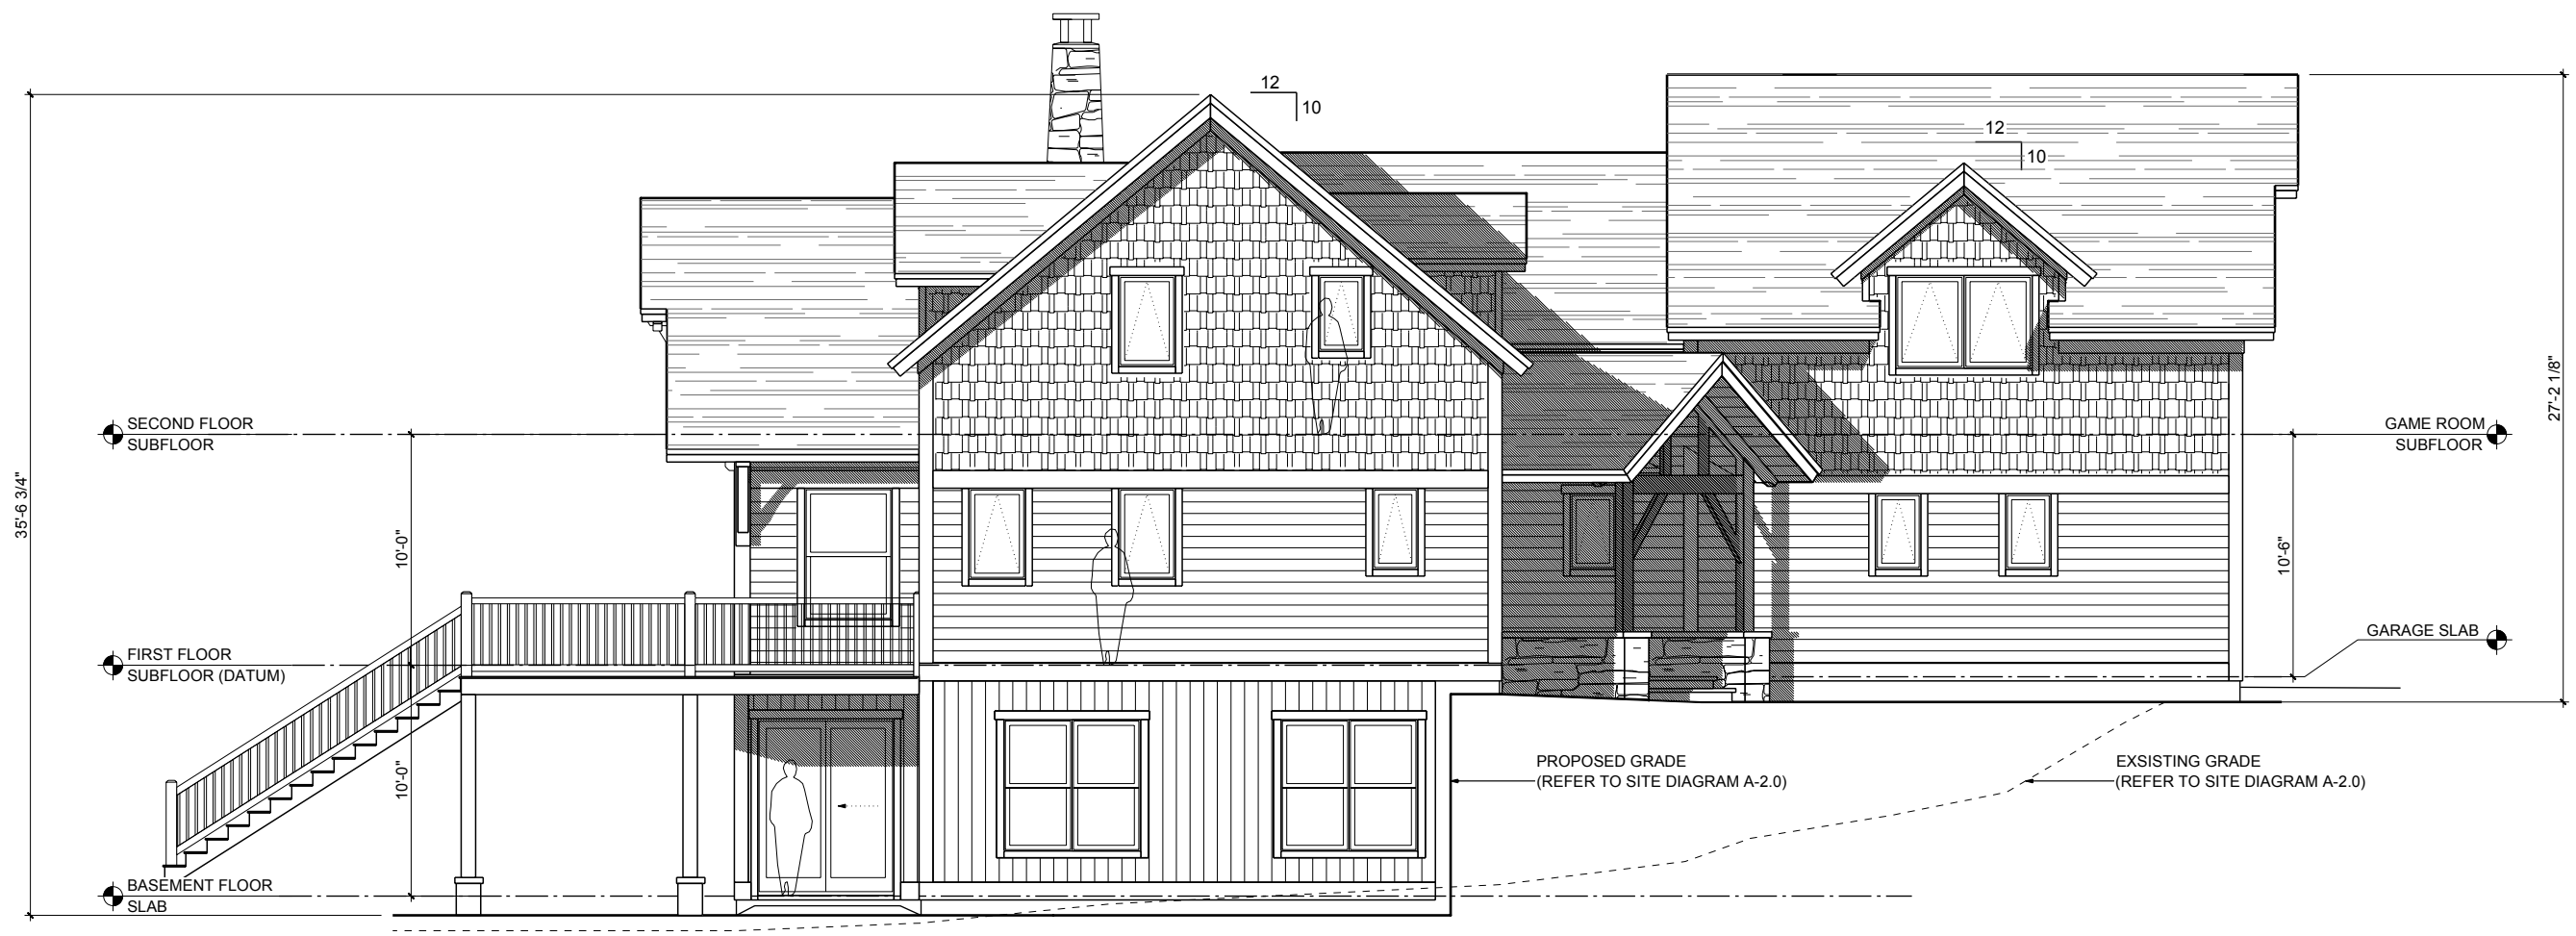 12
10
12
10
SECOND FLOOR
SUBFLOOR
GAME ROOM
SUBFLOOR
27'-2 1/8"
35'-6 3/4"
10'-0"
10'-6"
FIRST FLOOR
SUBFLOOR (DATUM)
GARAGE SLAB
10'-0"
PROPOSED GRADE
(REFER TO SITE DIAGRAM A-2.0)
EXSISTING GRADE
(REFER TO SITE DIAGRAM A-2.0)
BASEMENT FLOOR
SLAB